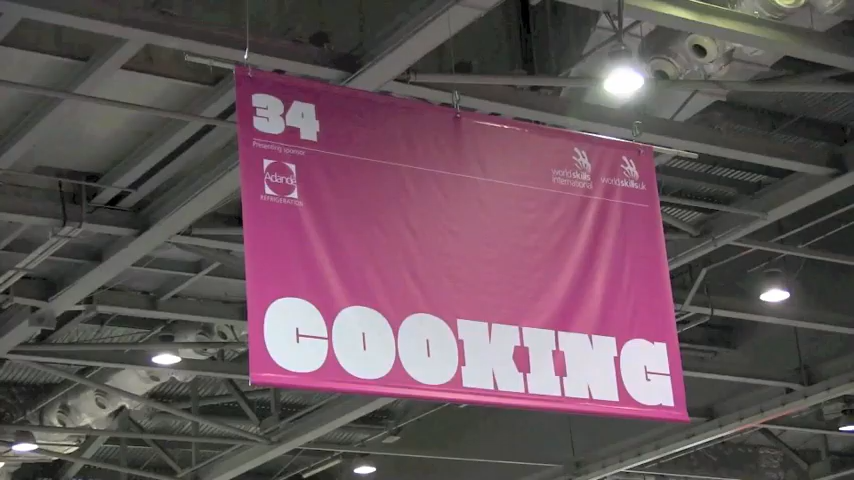 34
Presenting sponsor
Adande
REFRIGERATION
worldskills
international
worldskillsuk
COOKING